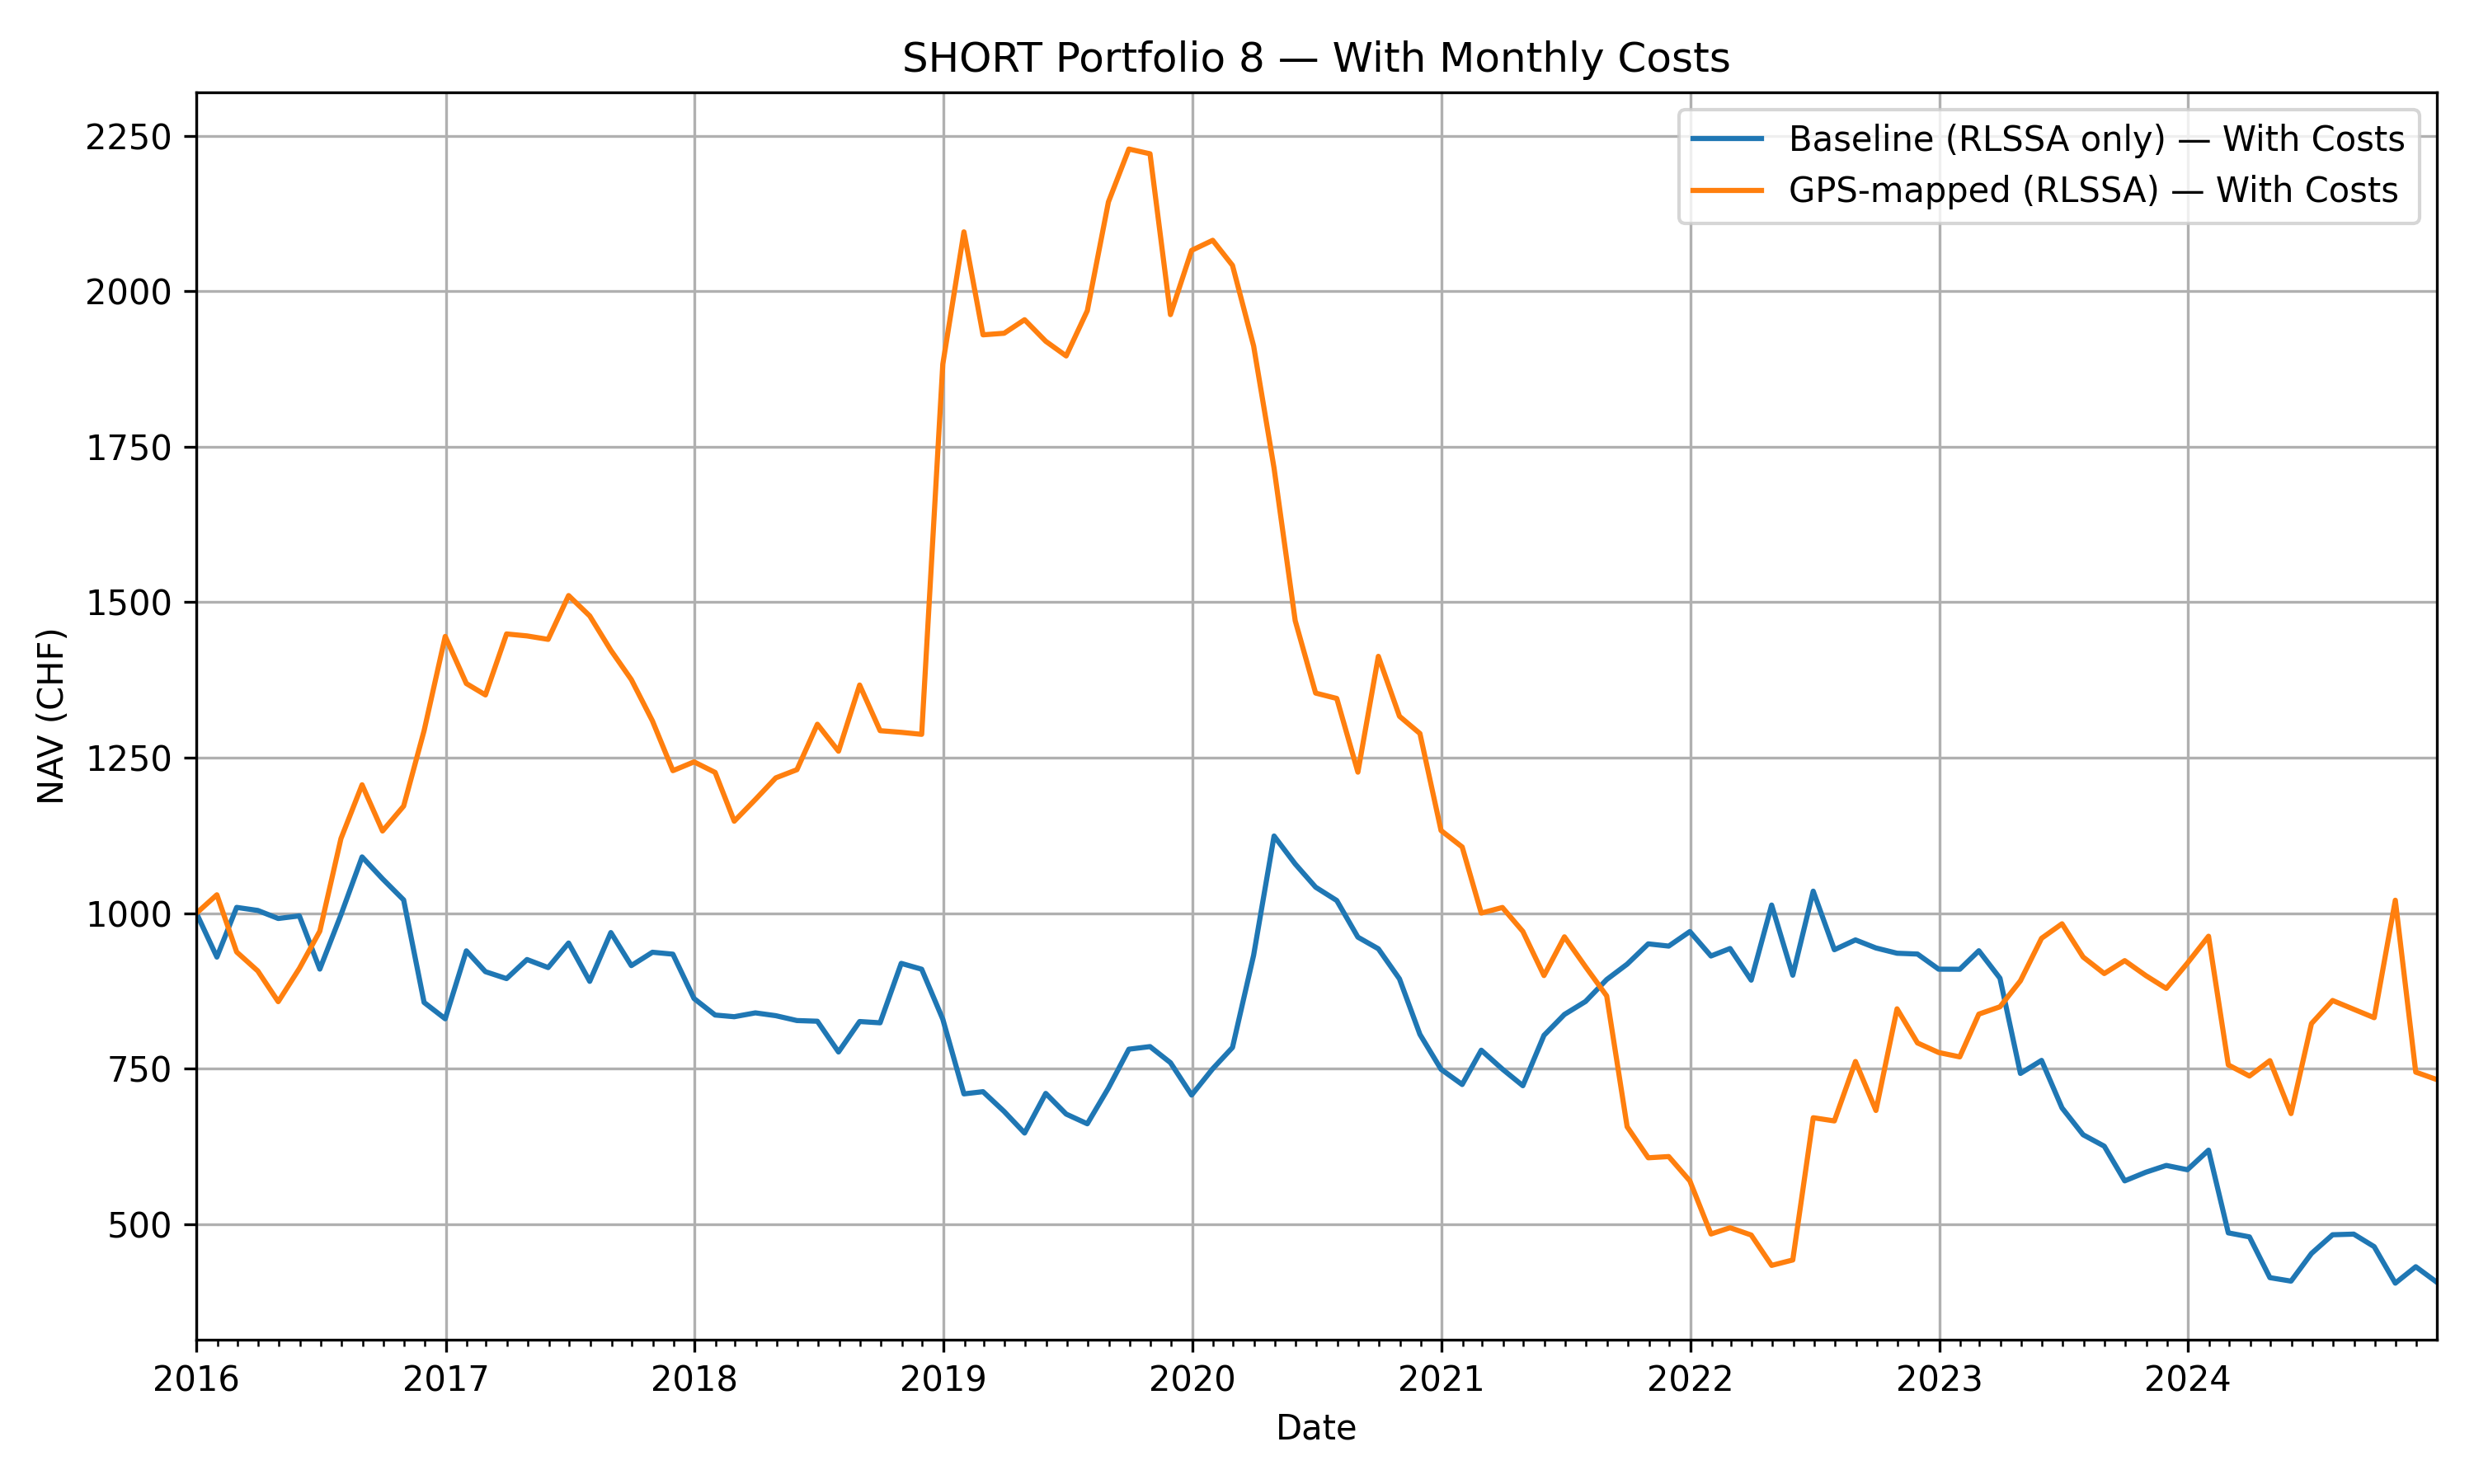 SHORT Portfolio 8 — With Monthly Costs
Baseline (RLSSA only) — With Costs
GPS-mapped (RLSSA) — With Costs
NAV (CHF)
2250
2000
1750
1500
1250
1000
750
500
2016 2017 2018 2019 2020 2021 2022 2023 2024
Date